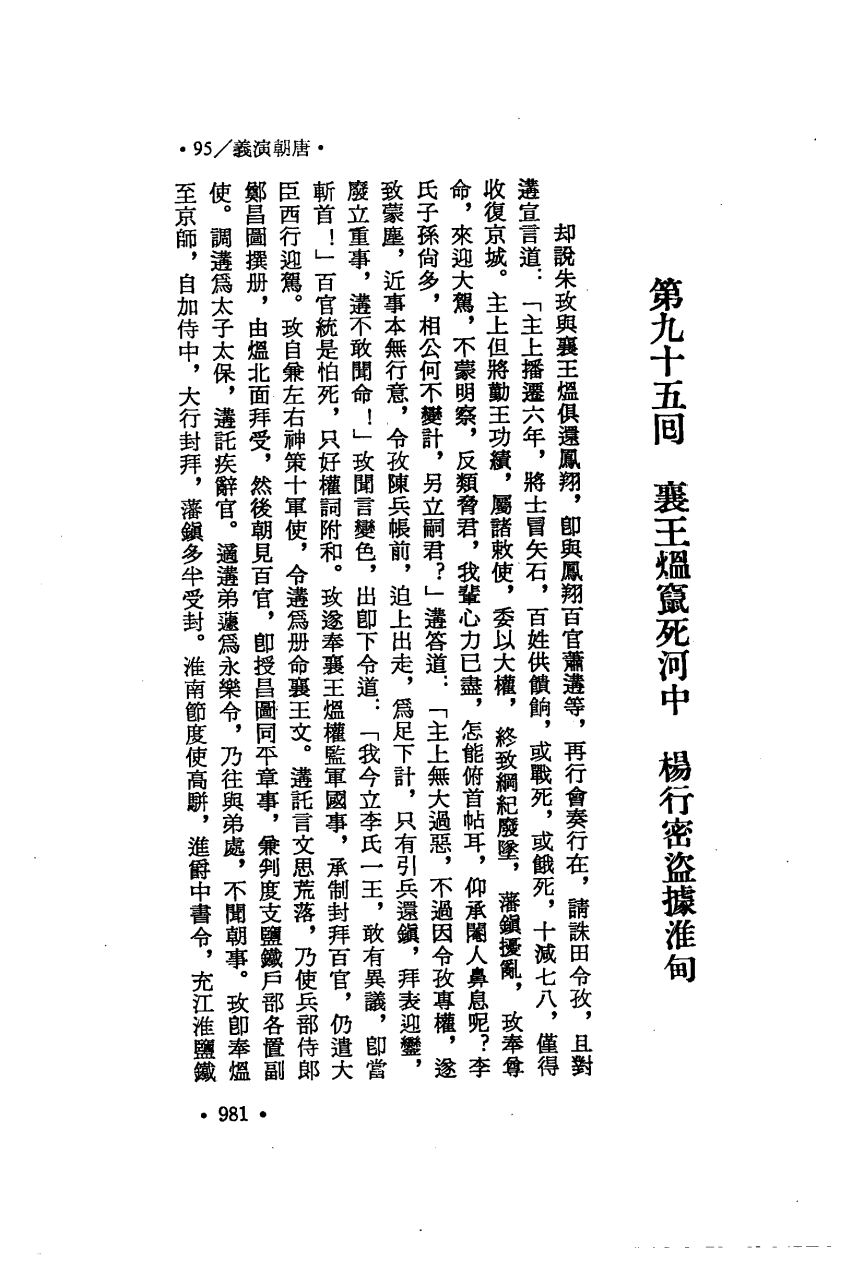 •95/義演朝唐•
第九十五回　襄王熅竄死河中　楊行密盜據淮甸
却說朱玫與襄王熅俱還鳳翔，卽與鳳翔百官蕭遘等，再行會奏行在，請誅田令孜，且對
遘宣言道：「主上播遷六年，將士冒矢石，百姓供饋餉，或戰死，或餓死，十減七八，僅得
收復京城。主上但將勤王功績，屬諸敕使，委以大權，終致綱紀廢墜，藩鎭擾亂，玫奉尊
命，來迎大駕，不蒙明察，反類脅君，我輩心力已盡，怎能俯首帖耳，仰承閹人鼻息呢？李
氏子孫尙多，相公何不變計，另立嗣君？」遘答道：「主上無大過惡，不過因令孜專權，遂
致蒙塵，近事本無行意，令孜陳兵帳前，迫上出走，爲足下計，只有引兵還鎭，拜表迎鑾，
廢立重事，遘不敢聞命！」玫聞言變色，出卽下令道：「我今立李氏一王，敢有異議，卽當
斬首！」百官統是怕死，只好權詞附和。玫遂奉襄王熅權監軍國事，承制封拜百官，仍遣大
臣西行迎駕。玫自兼左右神策十軍使，令遘爲册命襄王文。遘託言文思荒落，乃使兵部侍郎
鄭昌圖撰册，由熅北面拜受，然後朝見百官，卽授昌圖同平章事，兼判度支鹽鐵戶部各置副
使。調遘爲太子太保，遘託疾辭官。適遘弟蘧爲永樂令，乃往與弟處，不聞朝事。玫卽奉熅
至京師，自加侍中，大行封拜，藩鎭多半受封。淮南節度使高駢，進爵中書令，充江淮鹽鐵
•981•